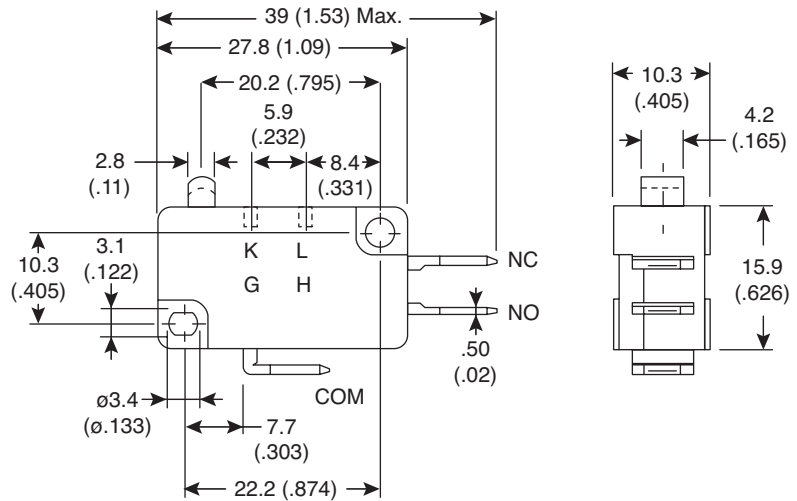 39 (1.53) Max.
27.8 (1.09)
20.2 (.795)
5.9
(.232)
2.8
(.11)
8.4
(.331)
10.3
(.405)
3.1
(.122)
K L
G H
NC
NO
.50
(.02)
COM
ø3.4
(ø.133)
7.7
(.303)
22.2 (.874)
10.3
(.405)
4.2
(.165)
15.9
(.626)